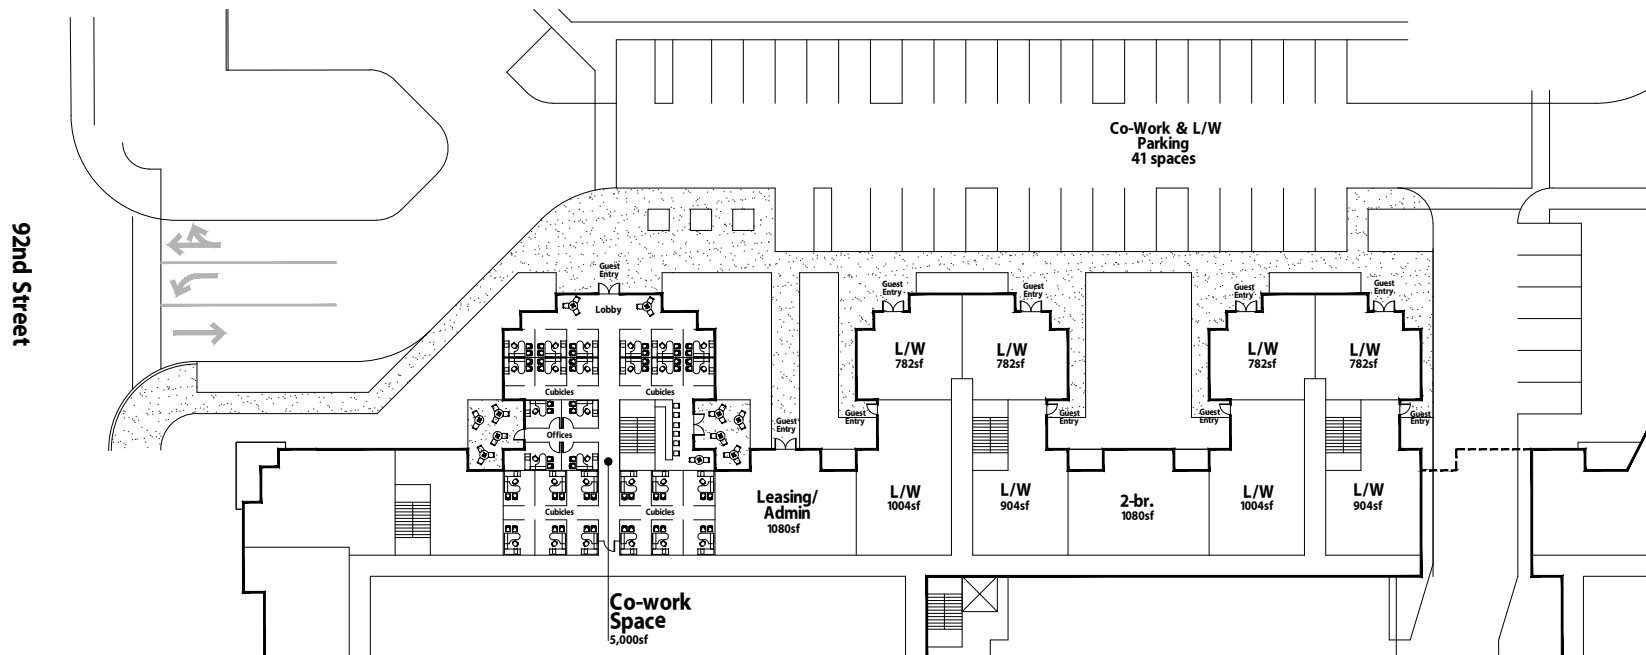 Co-Work & L/W
Parking
41 spaces
92nd Street
Guest
Entry
Lobby
Guest
Entry
Guest
Entry
Guest
Entry
Guest
Entry
L/W
782sf
L/W
782sf
L/W
782sf
L/W
782sf
Cubicles
Cubicles
Guest
Entry
Guest
Entry
Guest
Entry
Guest
Entry
Guest
Entry
Offices
Leasing/
Admin
1080sf
L/W
1004sf
L/W
904sf
2-br.
1080sf
L/W
1004sf
L/W
904sf
Cubicles
Cubicles
Co-work
Space
5,000sf